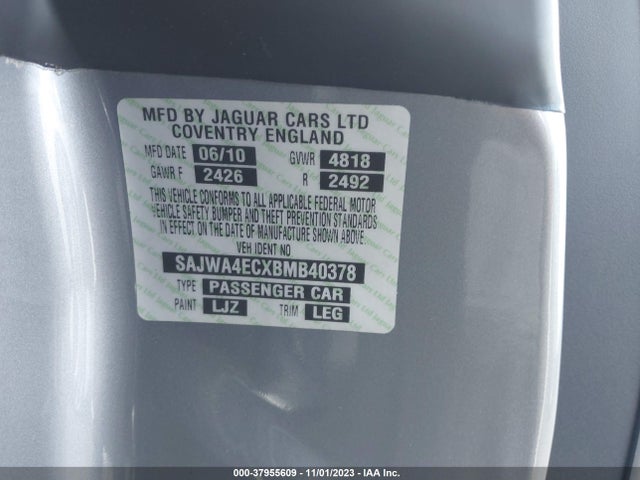 MFD BY JAGUAR CARS LTD
COVENTRY ENGLAND
MFD DATE 06/10 GVWR 4818
GAWR F 2426 R 2492
THIS VEHICLE CONFORMS TO ALL APPLICABLE FEDERAL MOTOR
VEHICLE SAFETY BUMPER AND THEFT PREVENTION STANDARDS
IN EFFECT ON THE DATE OF MANUFACTURE SHOWN ABOVE.
VEH IDENT NO
SAJWA4ECXBMB40378
TYPE PASSENGER CAR
PAINT LJZ TRIM LEG
000-37955609 - 11/01/2023 - IAA Inc.